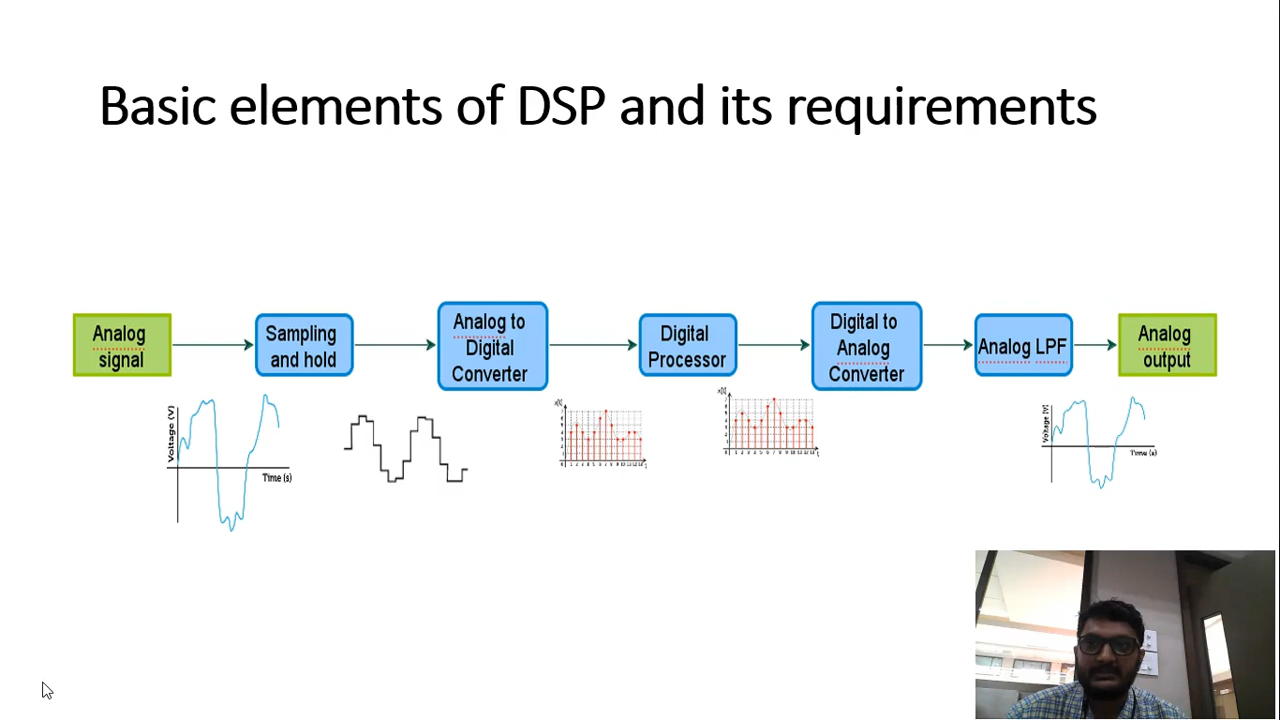 Basic elements of DSP and its requirements
Analog
signal
Sampling
and hold
Analog to
Digital
Converter
Digital
Processor
Digital to
Analog
Converter
Analog LPF
Analog
output
Voltage (V)
Time (s)
x[t]
t
x[t]
t
Voltage (V)
Time (s)